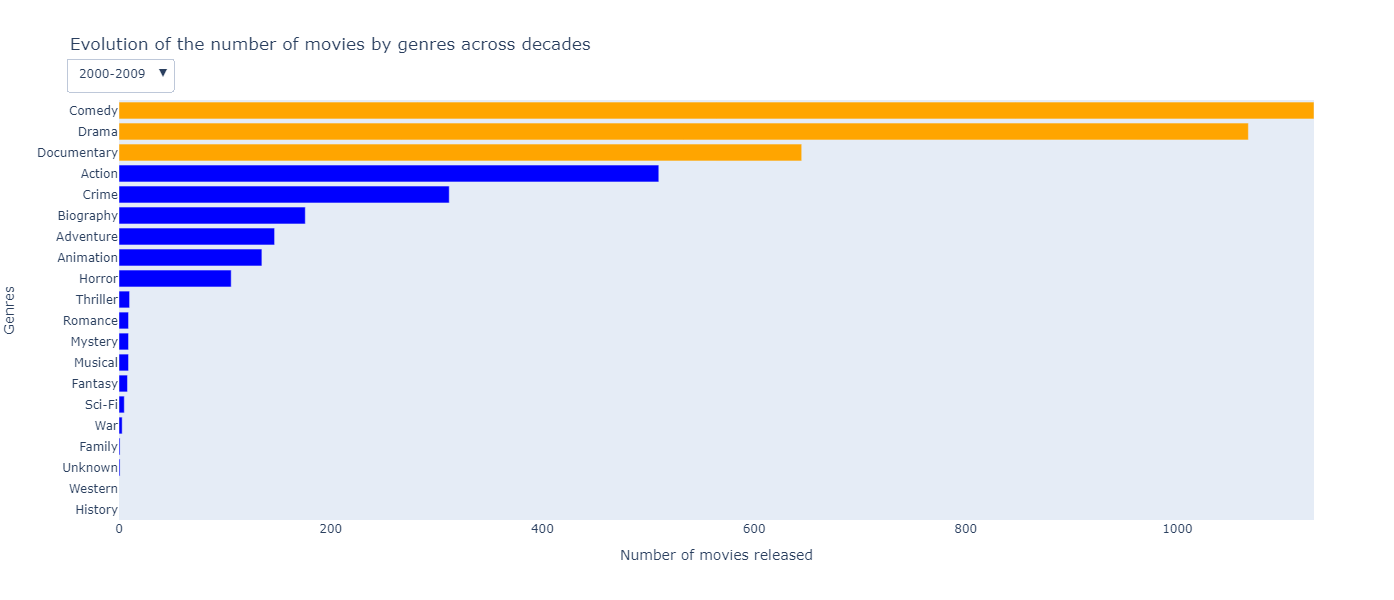 Evolution of the number of movies by genres across decades
2000-2009 ▼
Comedy
Drama
Documentary
Action
Crime
Biography
Adventure
Animation
Horror
Thriller
Romance
Mystery
Musical
Fantasy
Sci-Fi
War
Family
Unknown
Western
History
Genres
0 200 400 600 800 1000
Number of movies released